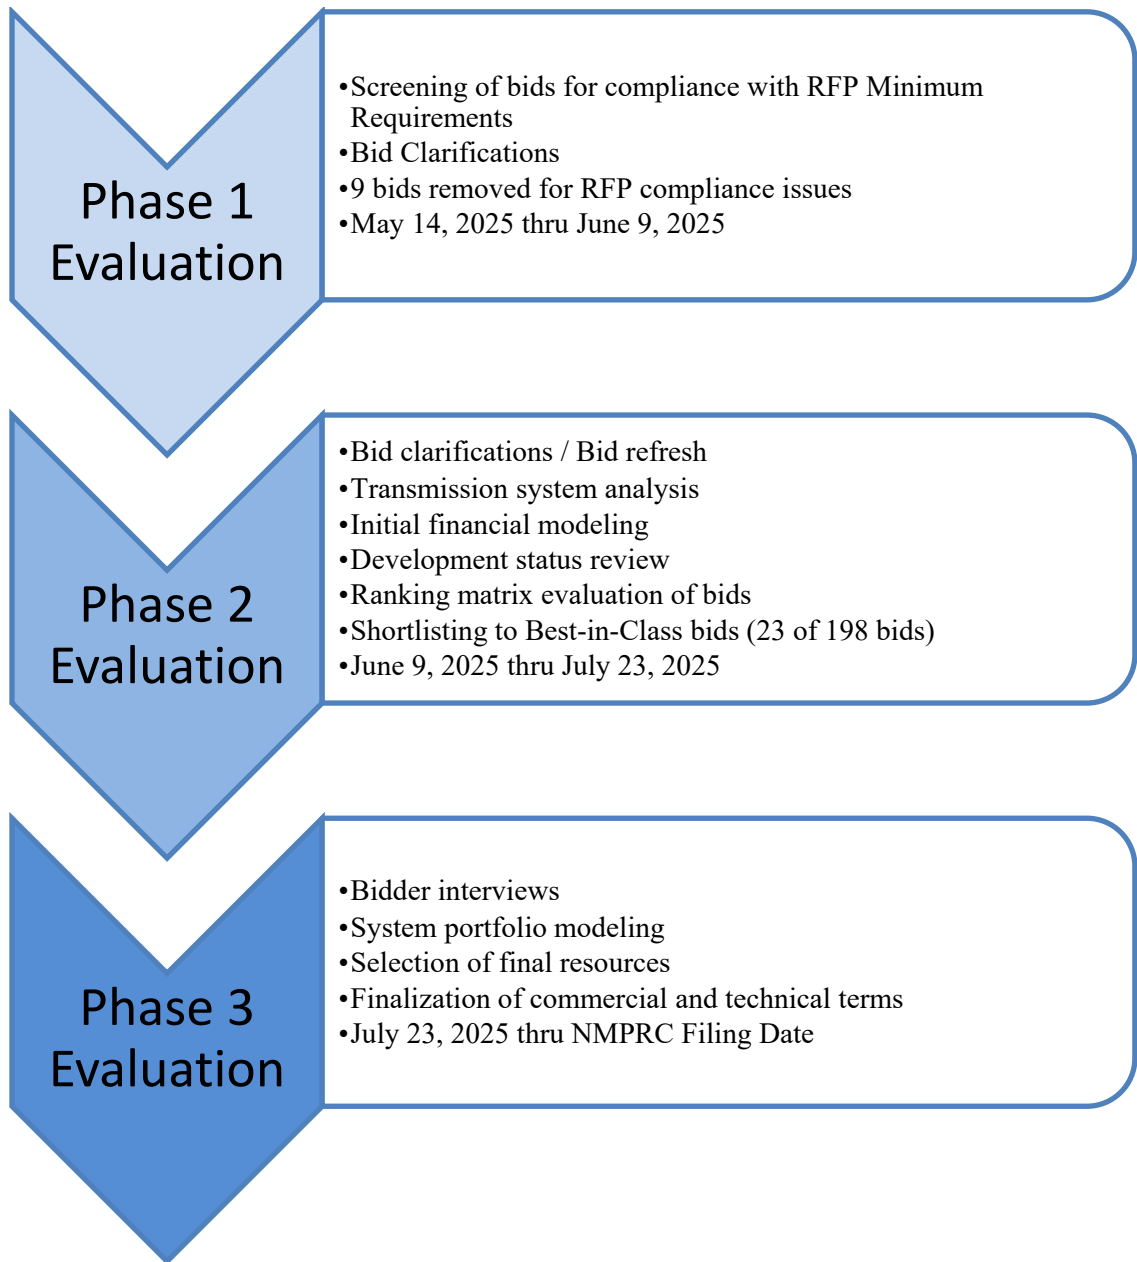 Phase 1
Evaluation
•Screening of bids for compliance with RFP Minimum
Requirements
•Bid Clarifications
•9 bids removed for RFP compliance issues
•May 14, 2025 thru June 9, 2025
Phase 2
Evaluation
•Bid clarifications / Bid refresh
•Transmission system analysis
•Initial financial modeling
•Development status review
•Ranking matrix evaluation of bids
•Shortlisting to Best-in-Class bids (23 of 198 bids)
•June 9, 2025 thru July 23, 2025
Phase 3
Evaluation
•Bidder interviews
•System portfolio modeling
•Selection of final resources
•Finalization of commercial and technical terms
•July 23, 2025 thru NMPRC Filing Date